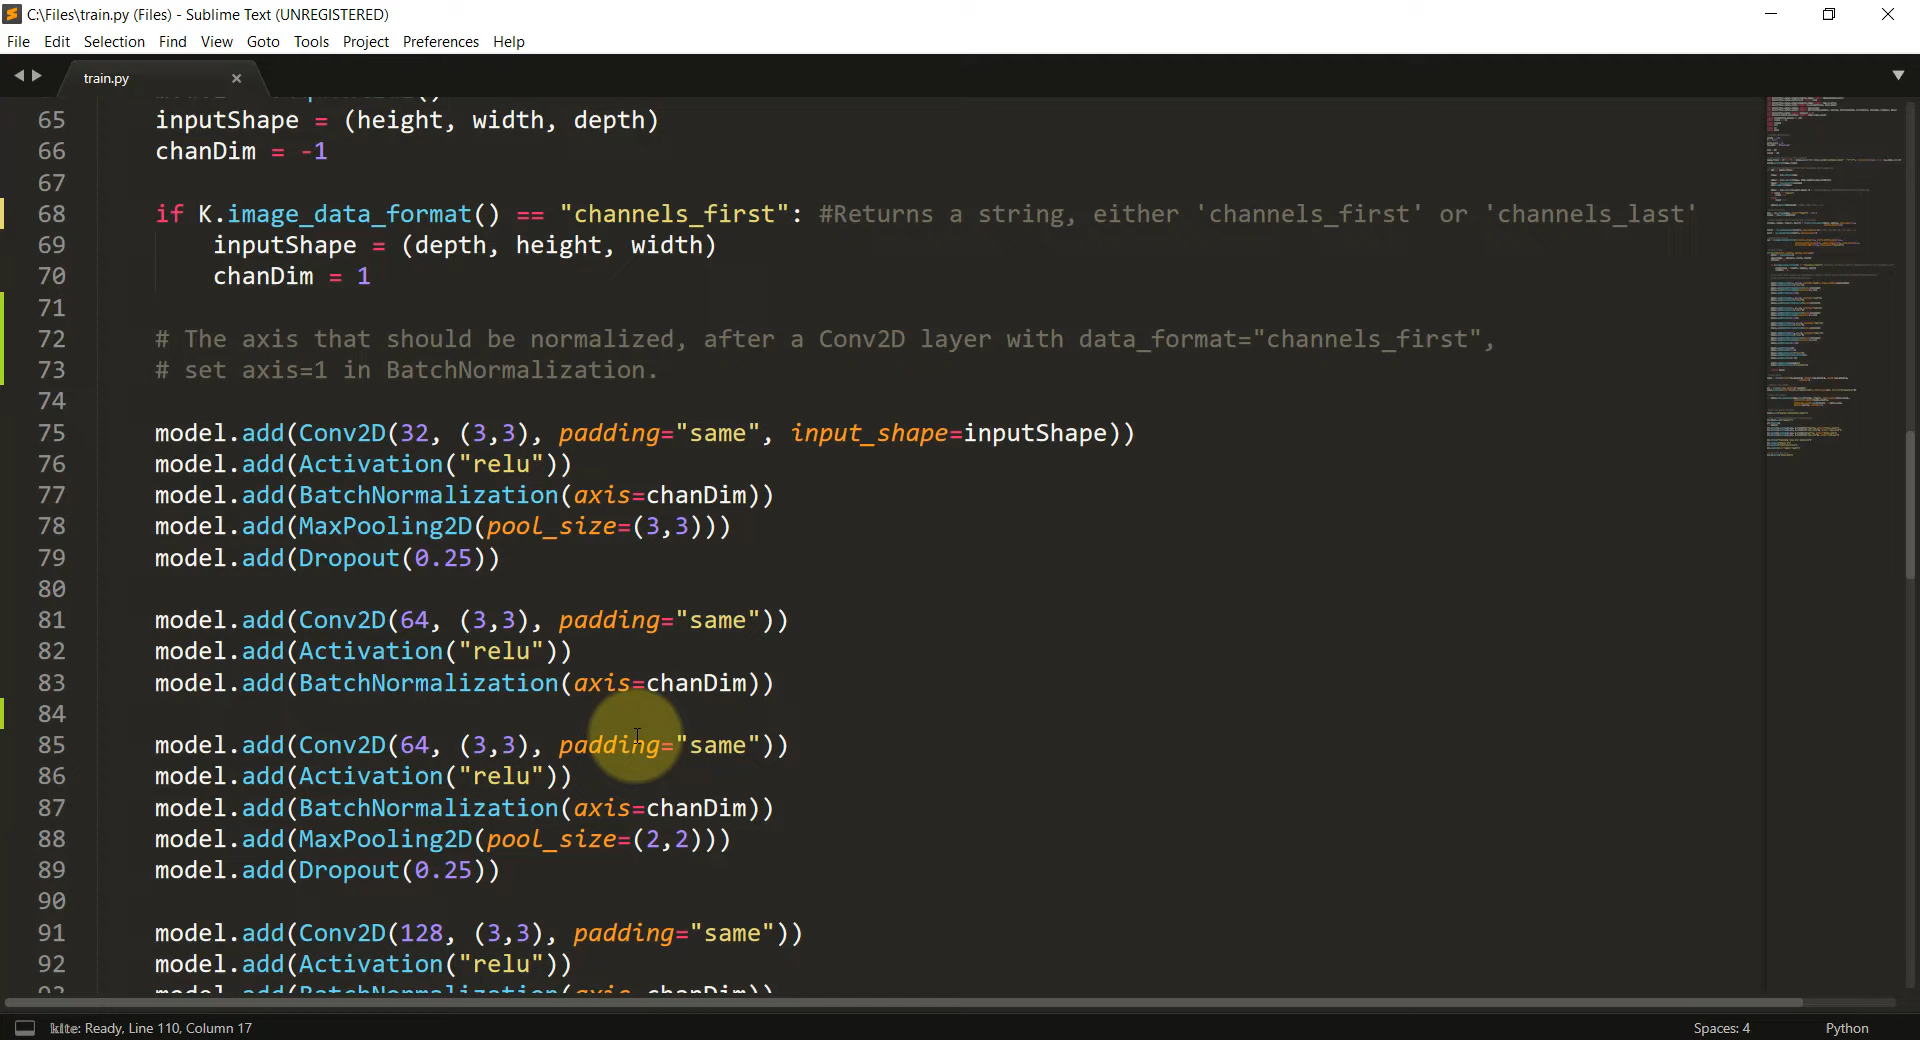 C:\Files\train.py (Files) - Sublime Text (UNREGISTERED)
File Edit Selection Find View Goto Tools Project Preferences Help
train.py
65 inputShape = (height, width, depth)
66 chanDim = -1
67
68 if K.image_data_format() == "channels_first": #Returns a string, either 'channels_first' or 'channels_last'
69 inputShape = (depth, height, width)
70 chanDim = 1
71
72 # The axis that should be normalized, after a Conv2D layer with data_format="channels_first",
73 # set axis=1 in BatchNormalization.
74
75 model.add(Conv2D(32, (3,3), padding="same", input_shape=inputShape))
76 model.add(Activation("relu"))
77 model.add(BatchNormalization(axis=chanDim))
78 model.add(MaxPooling2D(pool_size=(3,3)))
79 model.add(Dropout(0.25))
80
81 model.add(Conv2D(64, (3,3), padding="same"))
82 model.add(Activation("relu"))
83 model.add(BatchNormalization(axis=chanDim))
84
85 model.add(Conv2D(64, (3,3), padding="same"))
86 model.add(Activation("relu"))
87 model.add(BatchNormalization(axis=chanDim))
88 model.add(MaxPooling2D(pool_size=(2,2)))
89 model.add(Dropout(0.25))
90
91 model.add(Conv2D(128, (3,3), padding="same"))
92 model.add(Activation("relu"))
93 model.add(BatchNormalization(axis=chanDim))
kite: Ready, Line 110, Column 17 Spaces: 4 Python